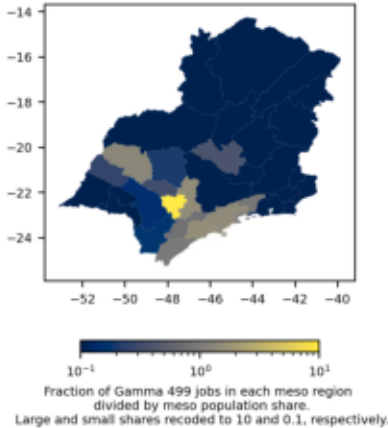 −14
−16
−18
−20
−22
−24
−52 −50 −48 −46 −44 −42 −40
10⁻¹ 10⁰ 10¹
Fraction of Gamma 499 jobs in each meso region
divided by meso population share.
Large and small shares recoded to 10 and 0.1, respectively.